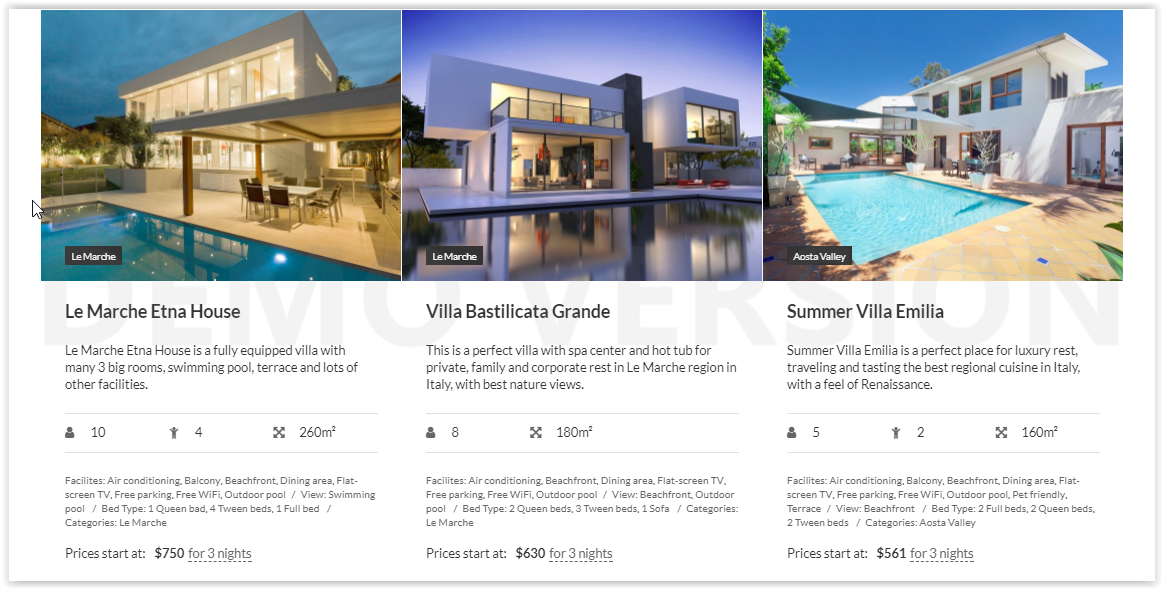 Le Marche
Le Marche
Aosta Valley
DEMO VERSION
Le Marche Etna House
Le Marche Etna House is a fully equipped villa with
many 3 big rooms, swimming pool, terrace and lots of
other facilities.
10 4 260m²
Facilites: Air conditioning, Balcony, Beachfront, Dining area, Flat-
screen TV, Free parking, Free WiFi, Outdoor pool / View: Swimming
pool / Bed Type: 1 Queen bad, 4 Tween beds, 1 Full bed /
Categories: Le Marche
Prices start at: $750 for 3 nights
Villa Bastilicata Grande
This is a perfect villa with spa center and hot tub for
private, family and corporate rest in Le Marche region in
Italy, with best nature views.
8 180m²
Facilites: Air conditioning, Beachfront, Dining area, Flat-screen TV,
Free parking, Free WiFi, Outdoor pool / View: Beachfront, Outdoor
pool / Bed Type: 2 Queen beds, 3 Tween beds, 1 Sofa / Categories:
Le Marche
Prices start at: $630 for 3 nights
Summer Villa Emilia
Summer Villa Emilia is a perfect place for luxury rest,
traveling and tasting the best regional cuisine in Italy,
with a feel of Renaissance.
5 2 160m²
Facilites: Air conditioning, Balcony, Beachfront, Dining area, Flat-
screen TV, Free parking, Free WiFi, Outdoor pool, Pet friendly,
Terrace / View: Beachfront / Bed Type: 2 Full beds, 2 Queen beds,
2 Tween beds / Categories: Aosta Valley
Prices start at: $561 for 3 nights